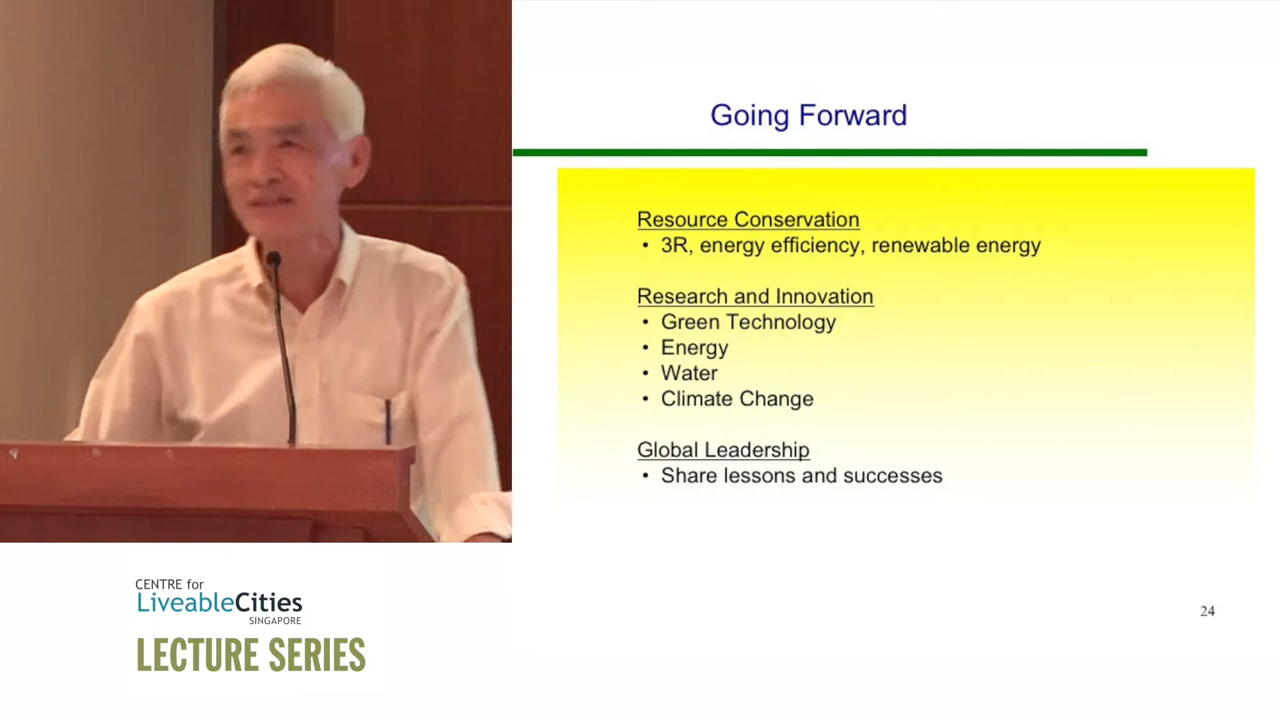 Going Forward
Resource Conservation
• 3R, energy efficiency, renewable energy
Research and Innovation
• Green Technology
• Energy
• Water
• Climate Change
Global Leadership
• Share lessons and successes
CENTRE for
LiveableCities
SINGAPORE
LECTURE SERIES
24